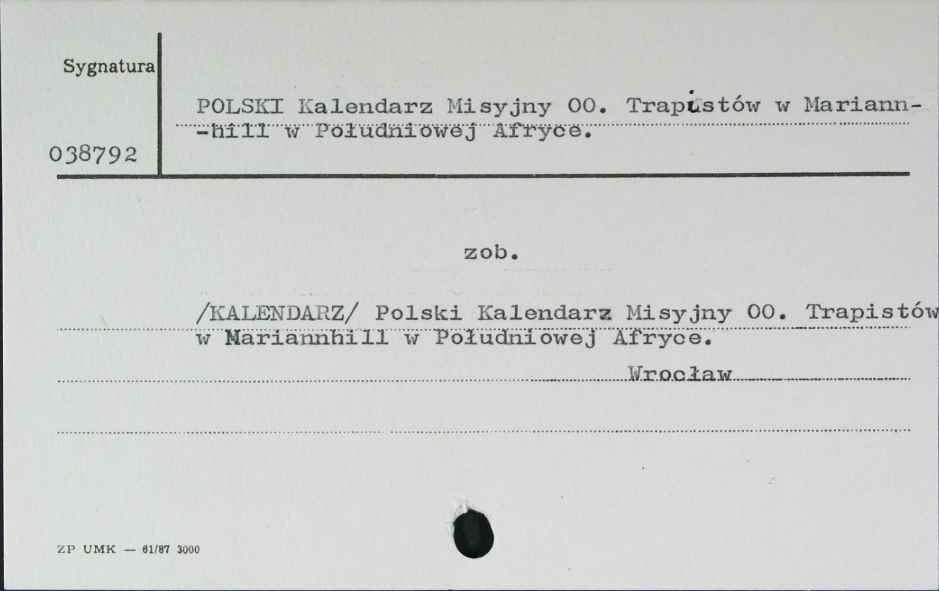 Sygnatura
POLSKI Kalendarz Misyjny OO. Trapistów w Mariann-
-hill w Południowej Afryce.
038792
zob.
/KALENDARZ/ Polski Kalendarz Misyjny OO. Trapistów
w Mariannhill w Południowej Afryce.
Wrocław
ZP UMK — 61/87 3000